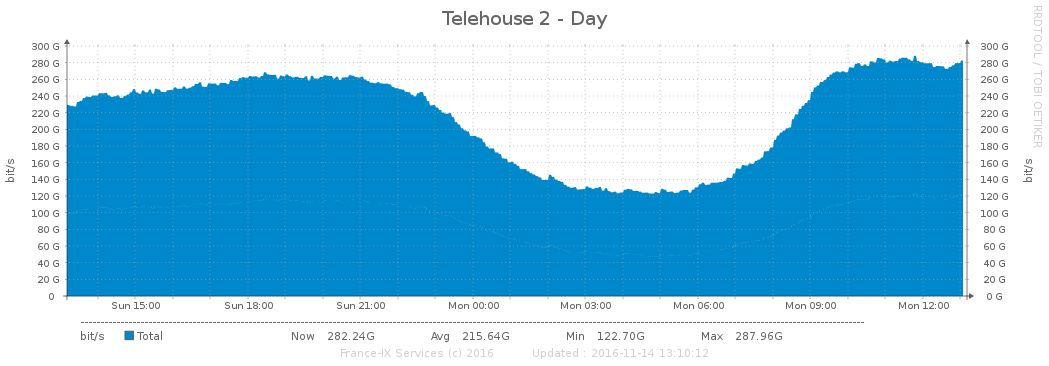 Telehouse 2 - Day
RRDTOOL / TOBI OETIKER
300 G 300 G
280 G 280 G
260 G 260 G
240 G 240 G
220 G 220 G
200 G 200 G
180 G 180 G
160 G 160 G
140 G 140 G
120 G 120 G
100 G 100 G
80 G 80 G
60 G 60 G
40 G 40 G
20 G 20 G
0 0 G
bit/s
bit/s
Sun 15:00 Sun 18:00 Sun 21:00 Mon 00:00 Mon 03:00 Mon 06:00 Mon 09:00 Mon 12:00
bit/s Total Now 282.24G Avg 215.64G Min 122.70G Max 287.96G
France-IX Services (c) 2016 Updated : 2016-11-14 13:10:12